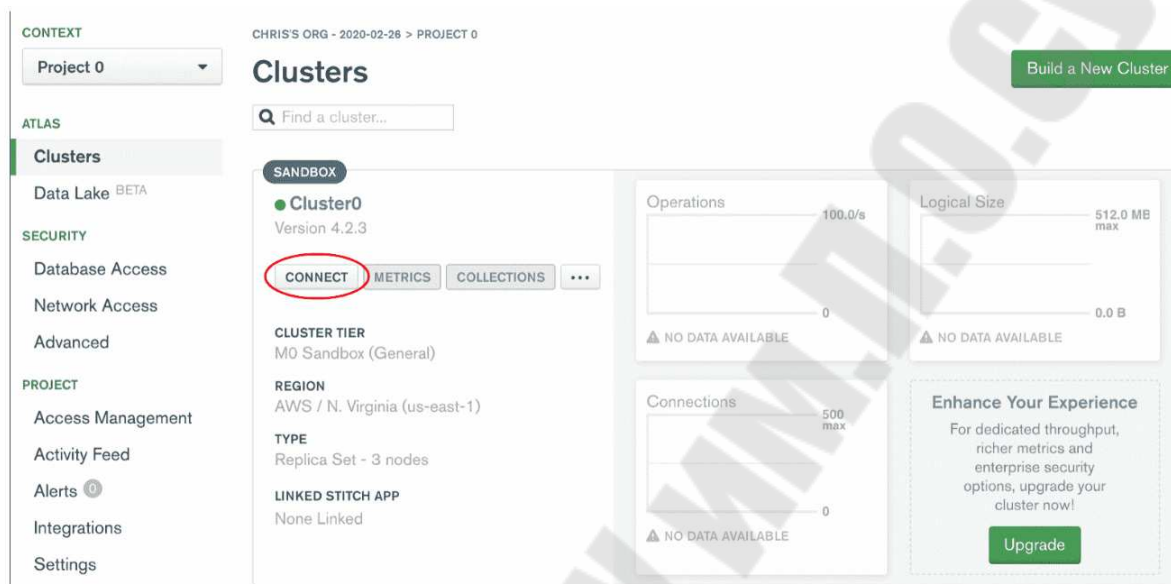 CONTEXT
Project 0
ATLAS
Clusters
Data Lake BETA
SECURITY
Database Access
Network Access
Advanced
PROJECT
Access Management
Activity Feed
Alerts 0
Integrations
Settings
CHRIS'S ORG - 2020-02-26 > PROJECT 0
Clusters
Build a New Cluster
Find a cluster...
SANDBOX
Cluster0
Version 4.2.3
CONNECT METRICS COLLECTIONS ...
CLUSTER TIER
M0 Sandbox (General)
REGION
AWS / N. Virginia (us-east-1)
TYPE
Replica Set - 3 nodes
LINKED STITCH APP
None Linked
Operations
100.0/s
0
NO DATA AVAILABLE
Logical Size
512.0 MB
max
0.0 B
NO DATA AVAILABLE
Connections
500
max
0
NO DATA AVAILABLE
Enhance Your Experience
For dedicated throughput,
richer metrics and
enterprise security
options, upgrade your
cluster now!
Upgrade